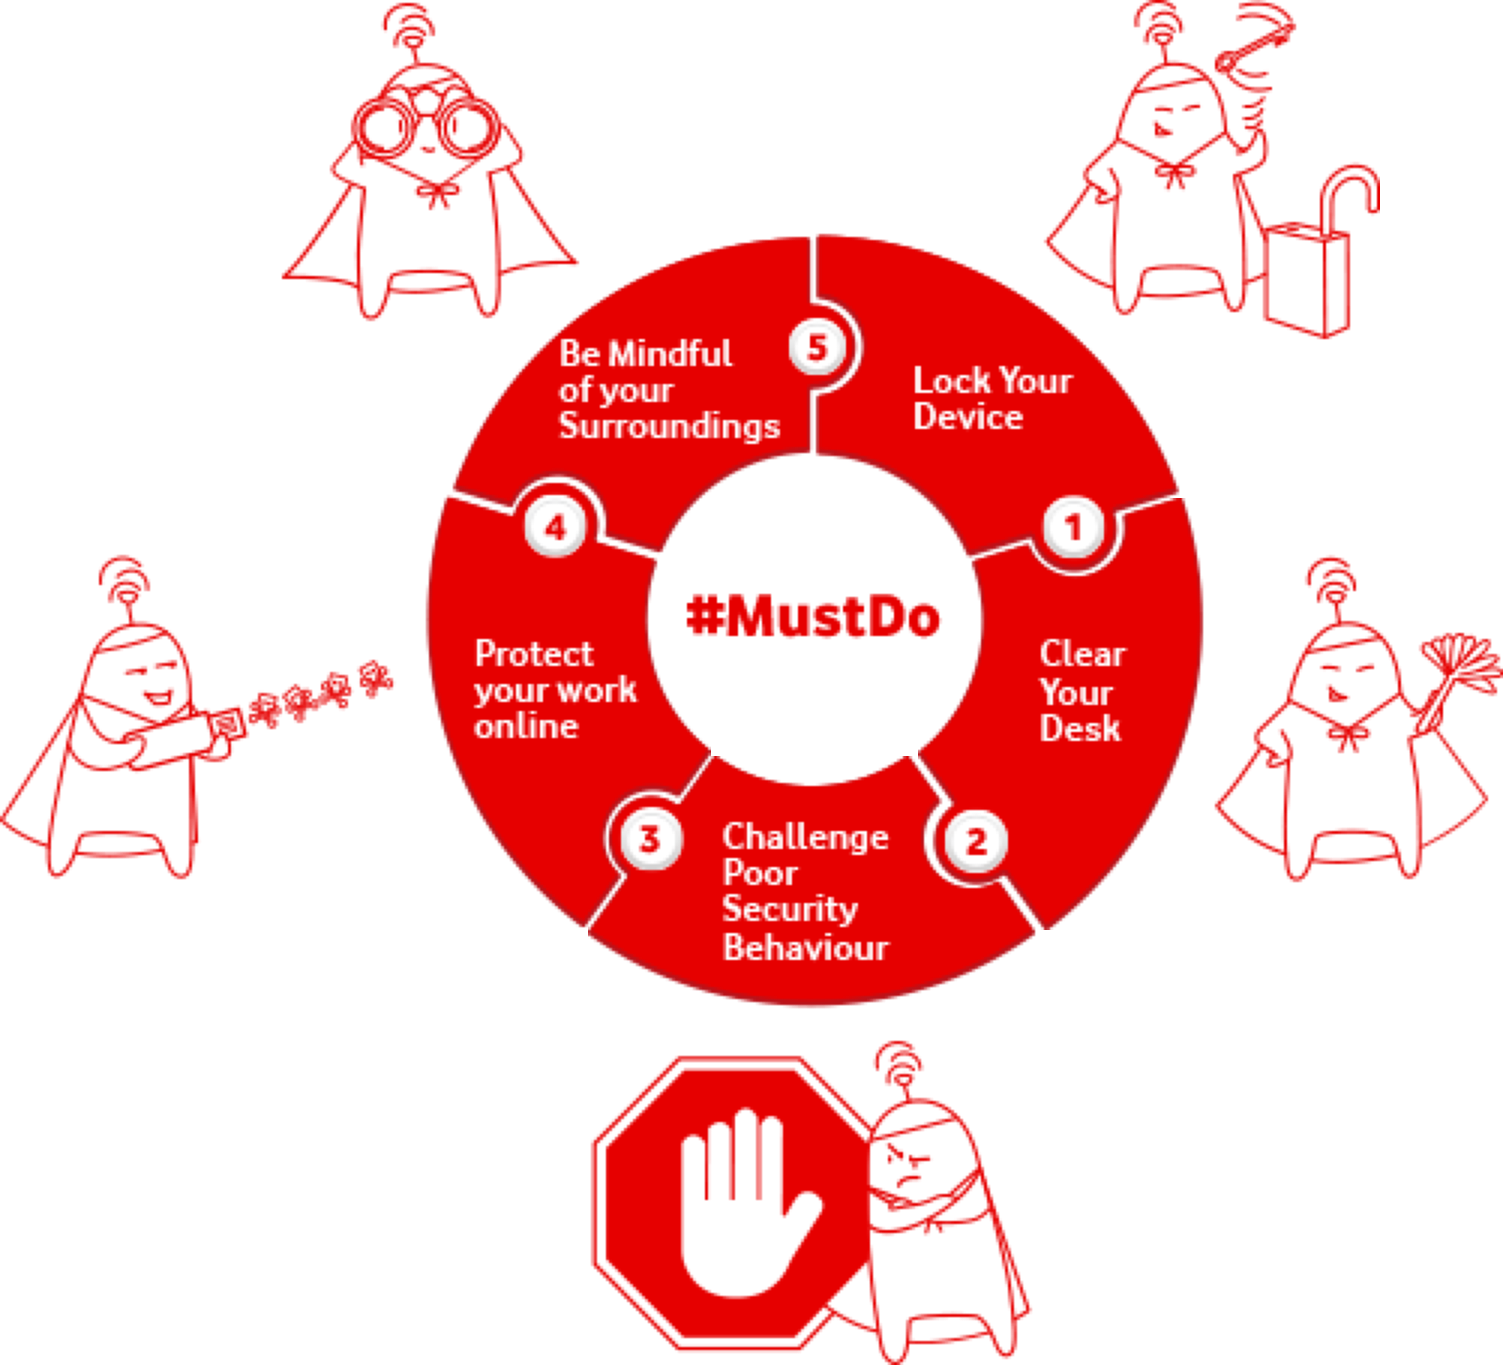 #MustDo
Lock Your
Device
1
Clear
Your
Desk
2
Challenge
Poor
Security
Behaviour
3
Protect
your work
online
4
Be Mindful
of your
Surroundings
5